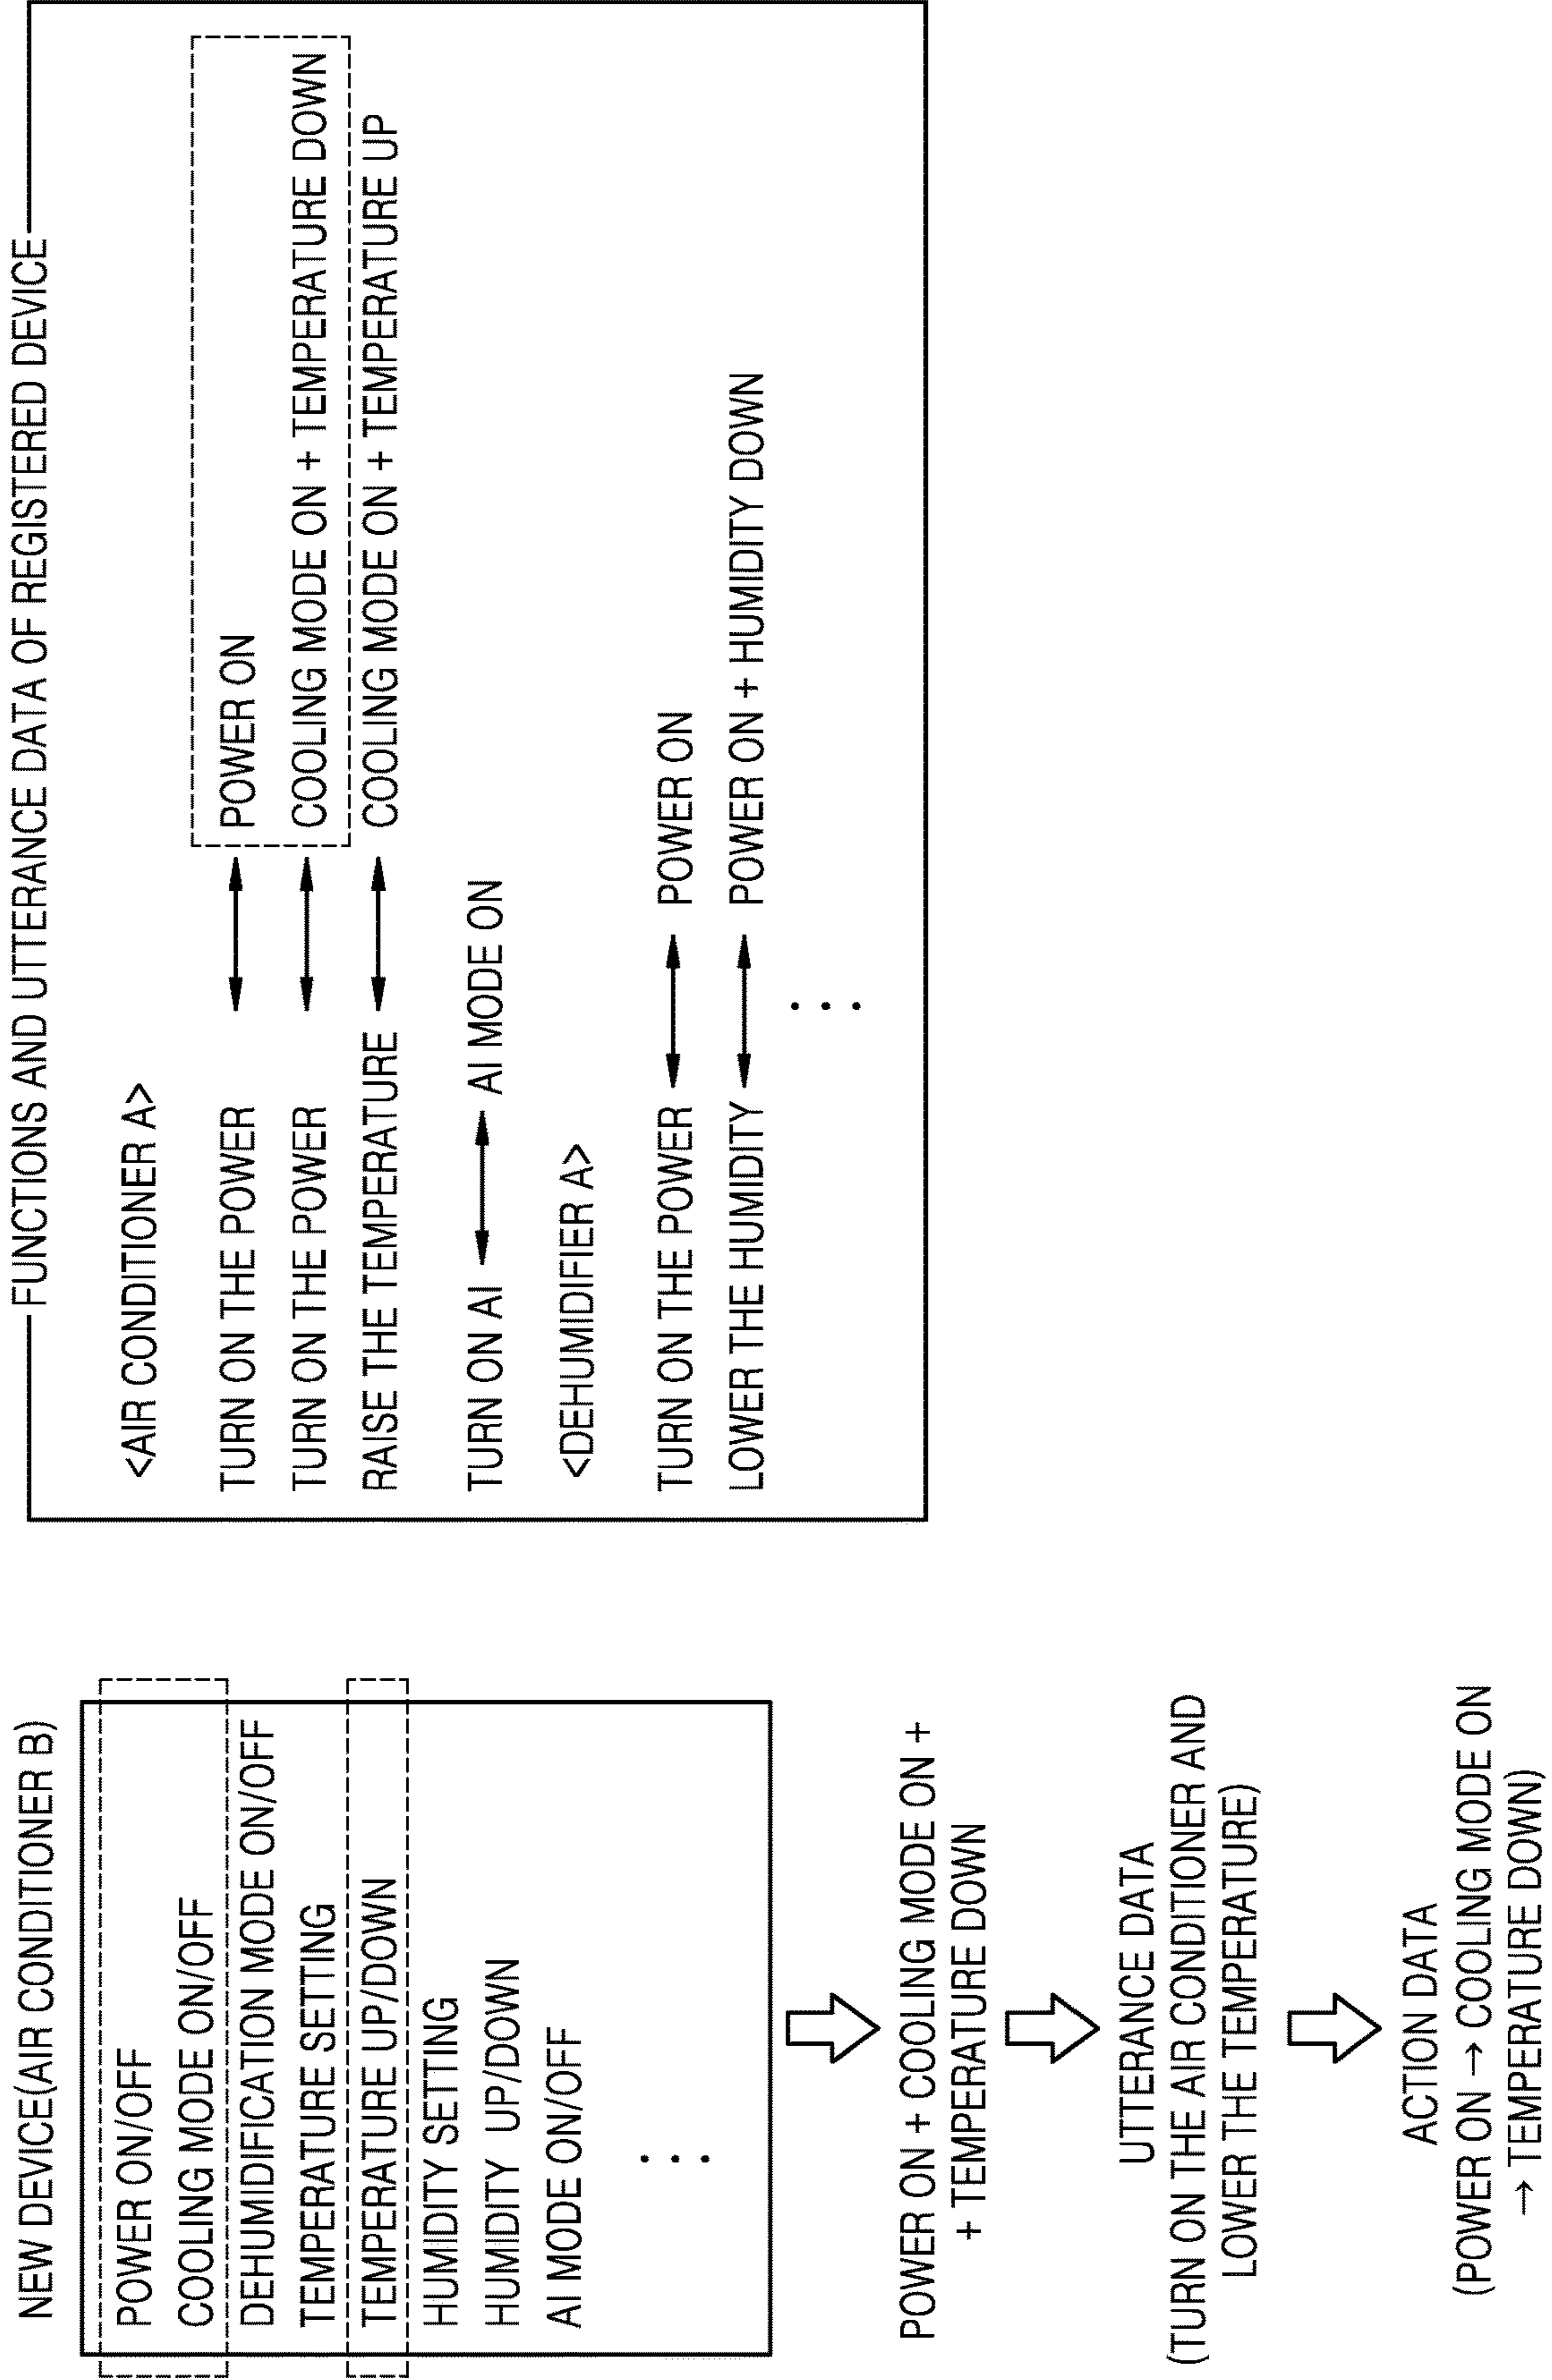 NEW DEVICE(AIR CONDITIONER B)
POWER ON/OFF
COOLING MODE ON/OFF
DEHUMIDIFICATION MODE ON/OFF
TEMPERATURE SETTING
TEMPERATURE UP/DOWN
HUMIDITY SETTING
HUMIDITY UP/DOWN
AI MODE ON/OFF
. . .
POWER ON + COOLING MODE ON +
+ TEMPERATURE DOWN
UTTERANCE DATA
(TURN ON THE AIR CONDITIONER AND
LOWER THE TEMPERATURE)
ACTION DATA
(POWER ON → COOLING MODE ON
→ TEMPERATURE DOWN)
FUNCTIONS AND UTTERANCE DATA OF REGISTERED DEVICE
<AIR CONDITIONER A>
TURN ON THE POWER ↔ POWER ON
TURN ON THE POWER ↔ COOLING MODE ON + TEMPERATURE DOWN
RAISE THE TEMPERATURE ↔ COOLING MODE ON + TEMPERATURE UP
TURN ON AI ↔ AI MODE ON
<DEHUMIDIFIER A>
TURN ON THE POWER ↔ POWER ON
LOWER THE HUMIDITY ↔ POWER ON + HUMIDITY DOWN
. . .